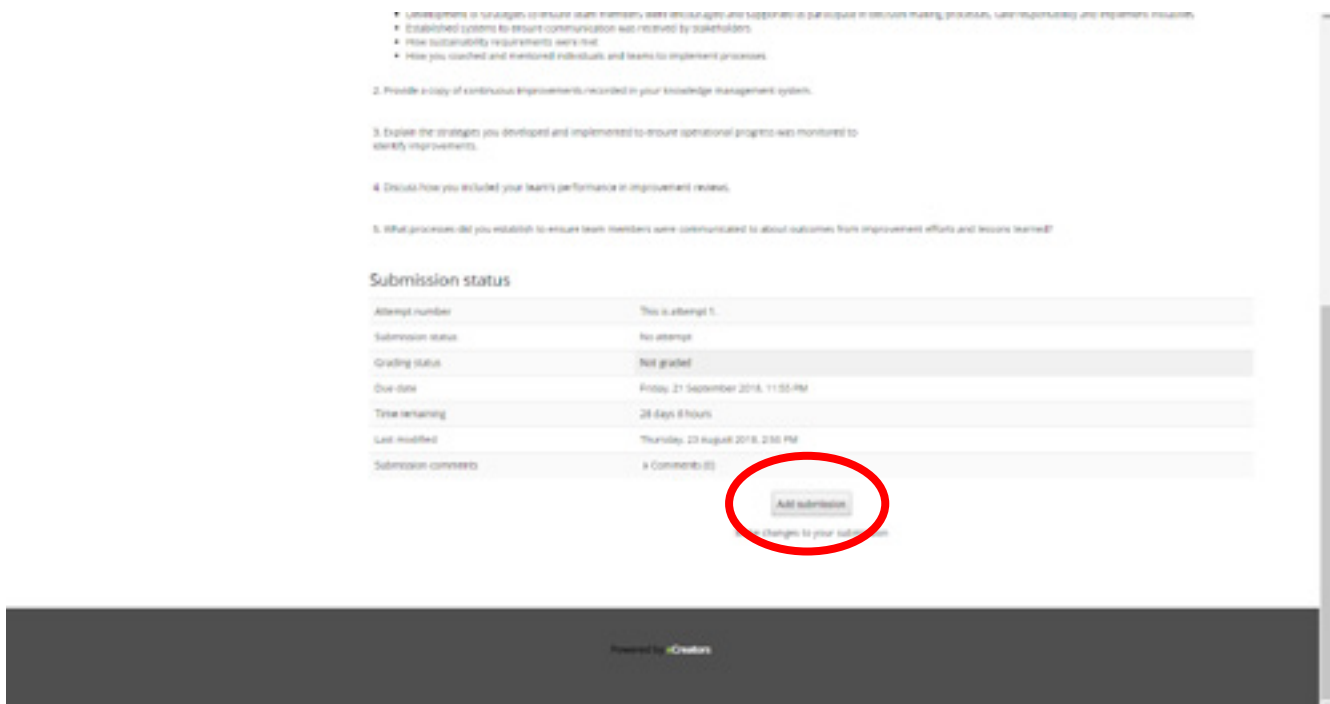 • Development of strategies to ensure team members were encouraged and supported to participate in decision making processes, take responsibility and implement initiatives
• Established systems to ensure communication was received by stakeholders
• How sustainability requirements were met
• How you coached and mentored individuals and teams to implement processes
2. Provide a copy of continuous improvements recorded in your knowledge management system.
3. Explain the strategies you developed and implemented to ensure operational progress was monitored to
identify improvements.
4. Discuss how you included your team's performance in improvement reviews.
5. What processes did you establish to ensure team members were communicated to about outcomes from improvement efforts and lessons learned?
Submission status
Attempt number This is attempt 1.
Submission status No attempt
Grading status Not graded
Due date Friday, 21 September 2018, 11:55 PM
Time remaining 28 days 8 hours
Last modified Thursday, 23 August 2018, 2:50 PM
Submission comments Comments (0)
Add submission
changes to your submission
Powered by eCreators